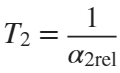 T₂ = 1/α₂rel